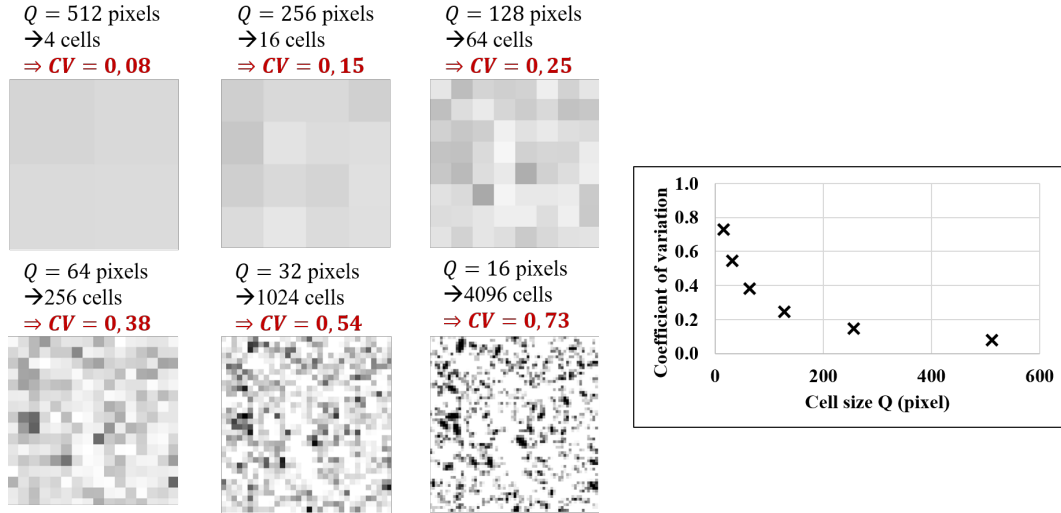 Q = 512 pixels
→4 cells
⇒ CV = 0, 08
Q = 256 pixels
→16 cells
⇒ CV = 0, 15
Q = 128 pixels
→64 cells
⇒ CV = 0, 25
Q = 64 pixels
→256 cells
⇒ CV = 0, 38
Q = 32 pixels
→1024 cells
⇒ CV = 0, 54
Q = 16 pixels
→4096 cells
⇒ CV = 0, 73
Coefficient of variation
1.0
0.8
0.6
0.4
0.2
0.0
0 200 400 600
Cell size Q (pixel)